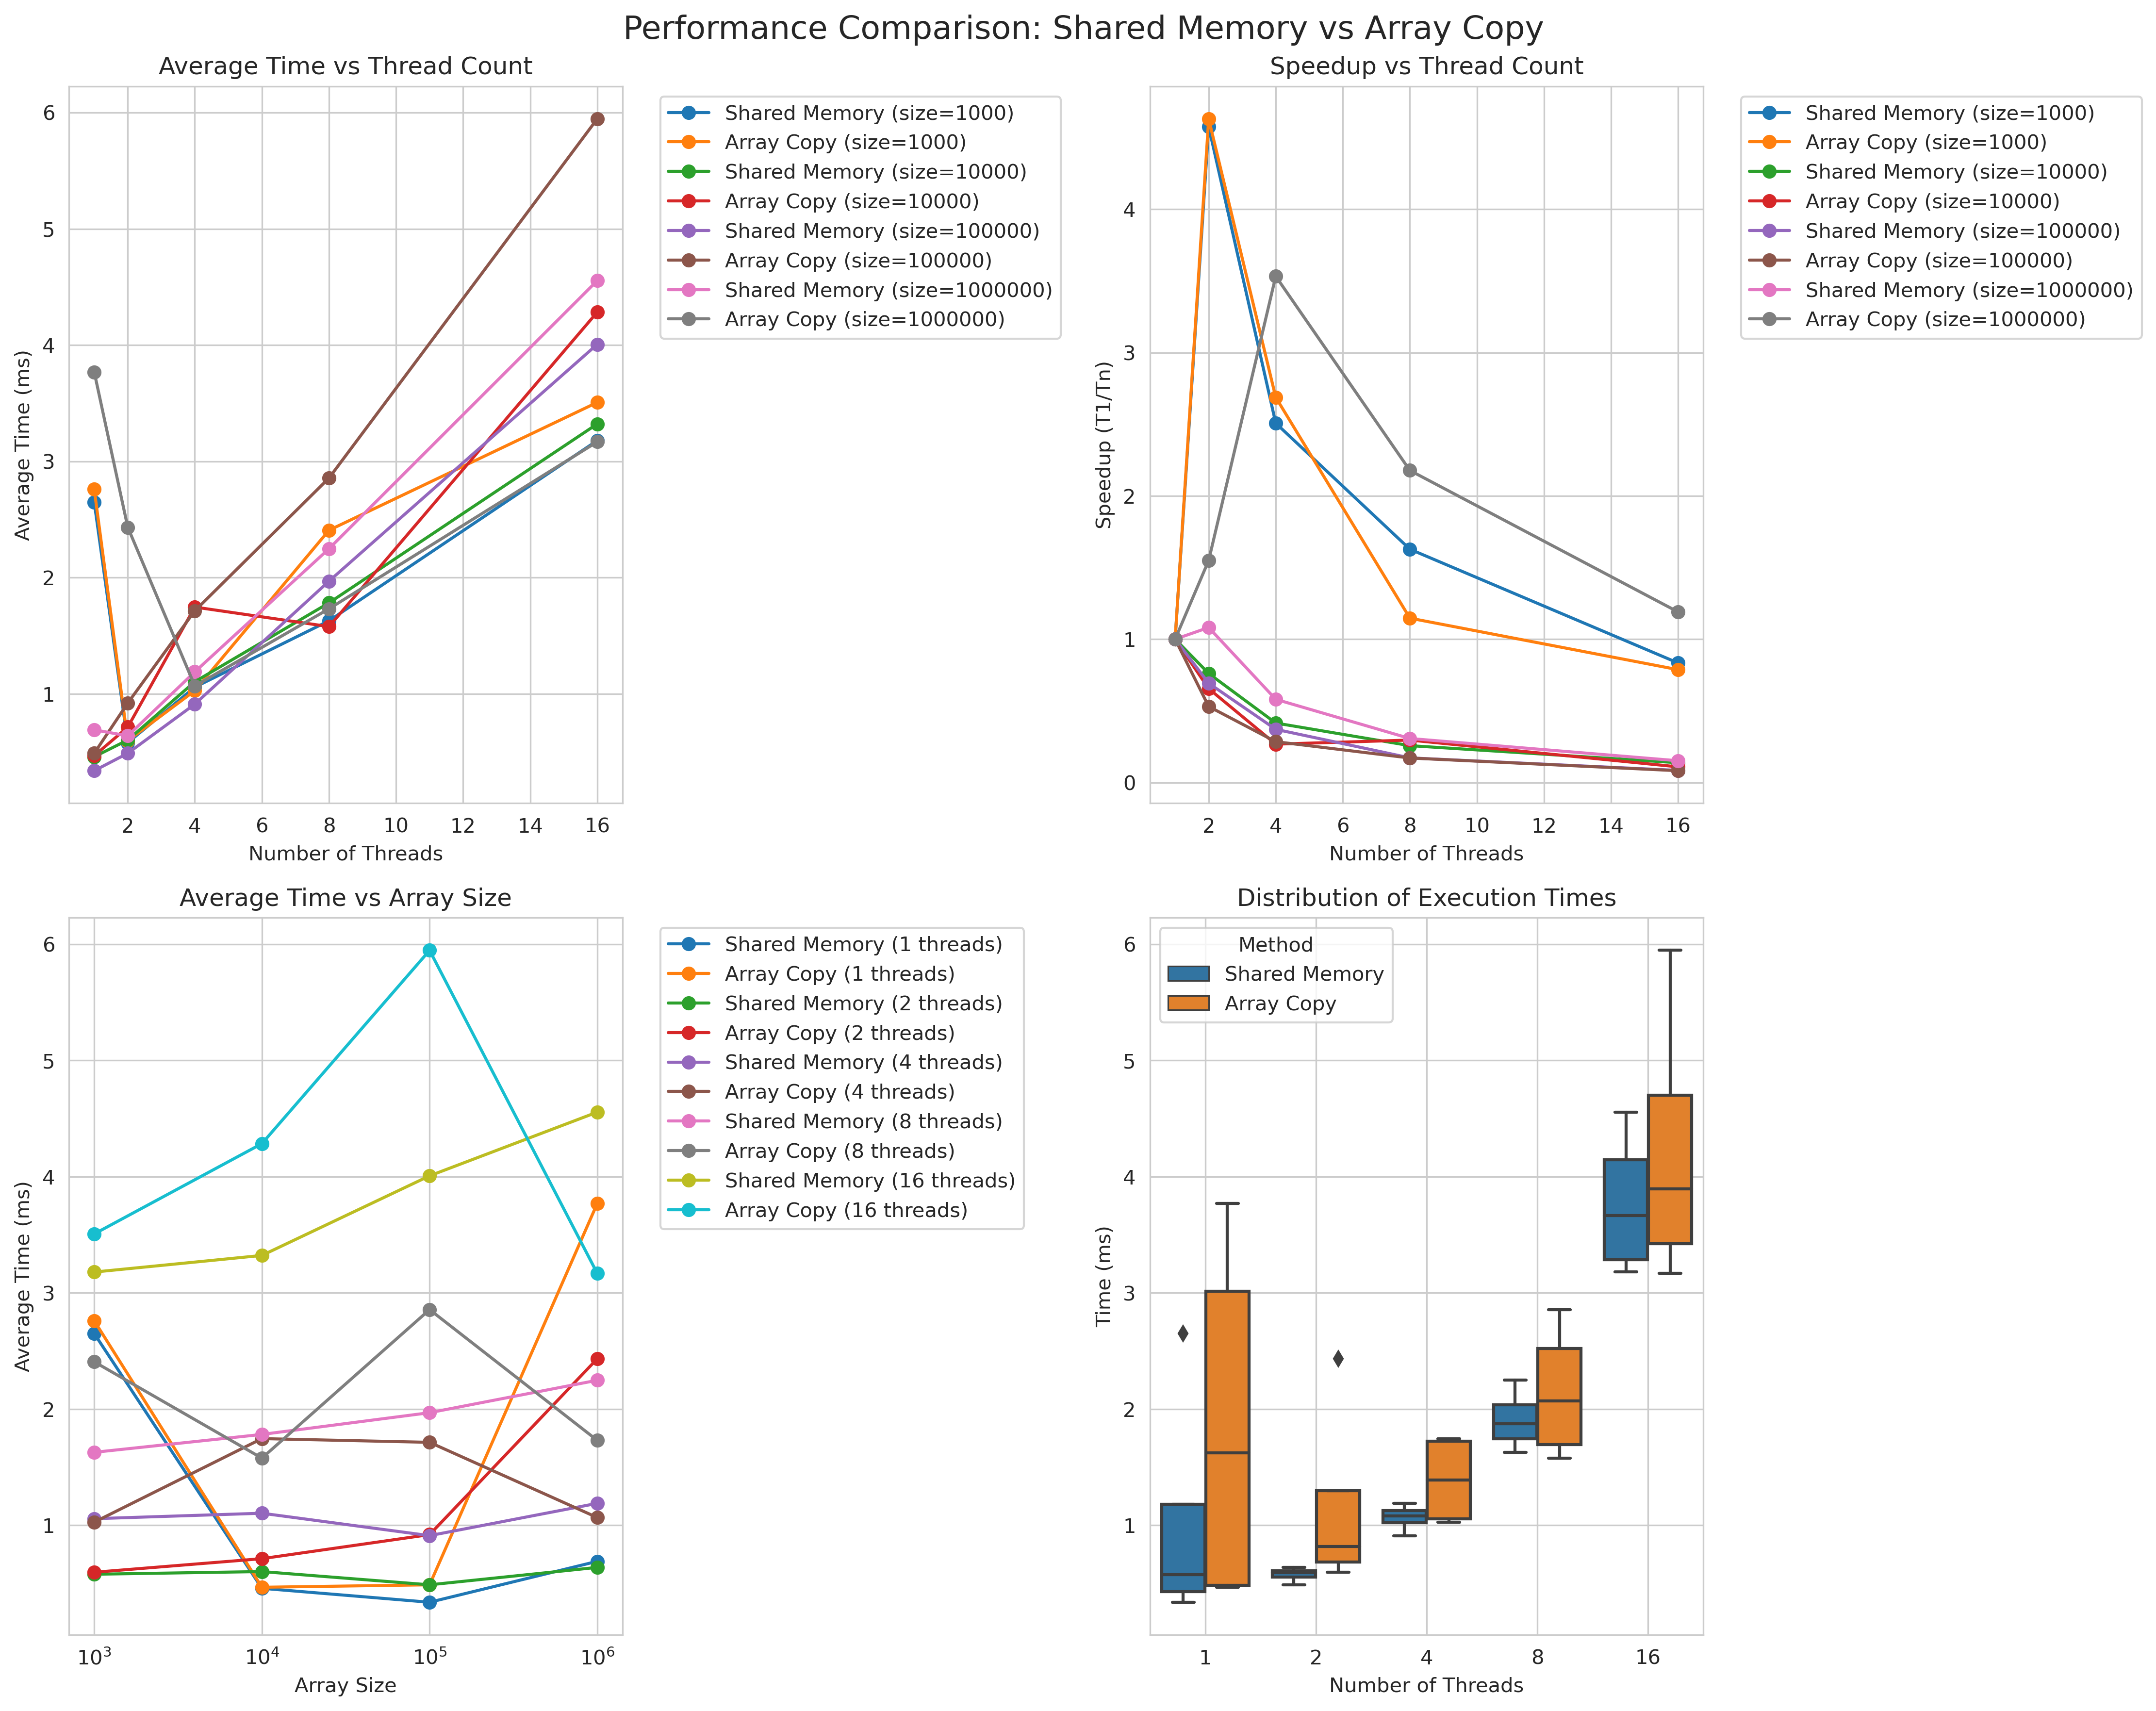 Performance Comparison: Shared Memory vs Array Copy
Average Time vs Thread Count
Average Time (ms)
6
5
4
3
2
1
2 4 6 8 10 12 14 16
Number of Threads
Shared Memory (size=1000)
Array Copy (size=1000)
Shared Memory (size=10000)
Array Copy (size=10000)
Shared Memory (size=100000)
Array Copy (size=100000)
Shared Memory (size=1000000)
Array Copy (size=1000000)
Speedup vs Thread Count
Speedup (T1/Tn)
4
3
2
1
0
2 4 6 8 10 12 14 16
Number of Threads
Shared Memory (size=1000)
Array Copy (size=1000)
Shared Memory (size=10000)
Array Copy (size=10000)
Shared Memory (size=100000)
Array Copy (size=100000)
Shared Memory (size=1000000)
Array Copy (size=1000000)
Average Time vs Array Size
Average Time (ms)
6
5
4
3
2
1
10³ 10⁴ 10⁵ 10⁶
Array Size
Shared Memory (1 threads)
Array Copy (1 threads)
Shared Memory (2 threads)
Array Copy (2 threads)
Shared Memory (4 threads)
Array Copy (4 threads)
Shared Memory (8 threads)
Array Copy (8 threads)
Shared Memory (16 threads)
Array Copy (16 threads)
Distribution of Execution Times
Time (ms)
6
5
4
3
2
1
Method
Shared Memory
Array Copy
1 2 4 8 16
Number of Threads